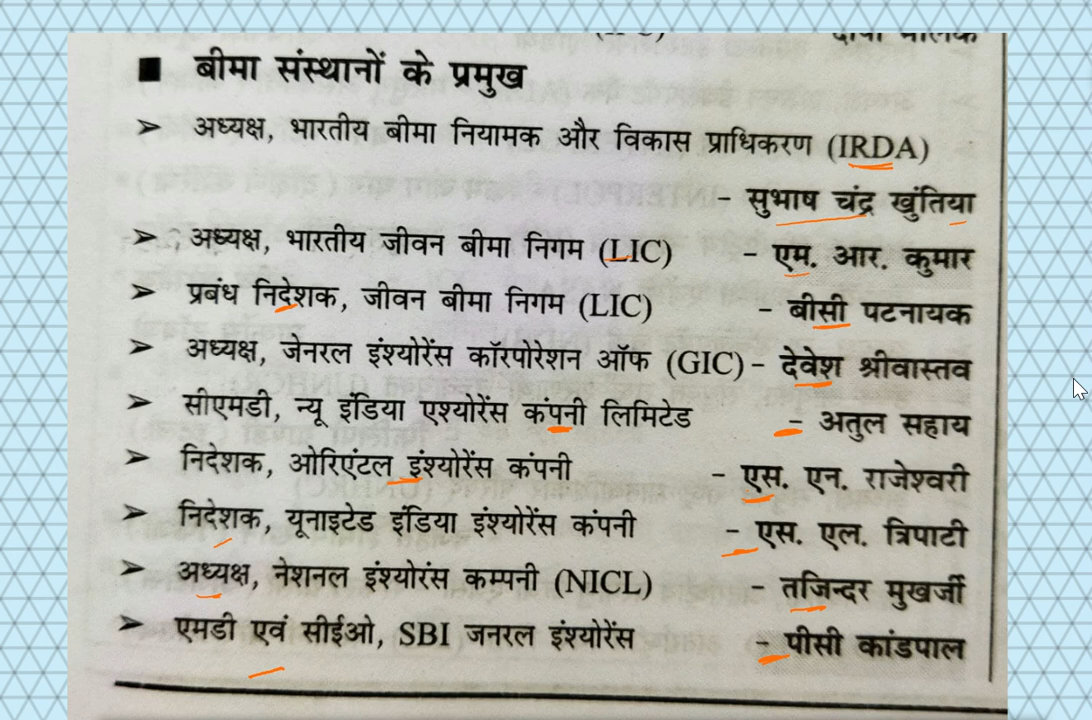 ■ बीमा संस्थानों के प्रमुख
➤ अध्यक्ष, भारतीय बीमा नियामक और विकास प्राधिकरण (IRDA)
– सुभाष चंद्र खुंतिया
➤ अध्यक्ष, भारतीय जीवन बीमा निगम (LIC) – एम. आर. कुमार
➤ प्रबंध निदेशक, जीवन बीमा निगम (LIC) – बीसी पटनायक
➤ अध्यक्ष, जेनरल इंश्योरेंस कॉरपोरेशन ऑफ (GIC) – देवेश श्रीवास्तव
➤ सीएमडी, न्यू इंडिया एश्योरेंस कंपनी लिमिटेड – अतुल सहाय
➤ निदेशक, ओरिएंटल इंश्योरेंस कंपनी – एस. एन. राजेश्वरी
➤ निदेशक, यूनाइटेड इंडिया इंश्योरेंस कंपनी – एस. एल. त्रिपाटी
➤ अध्यक्ष, नेशनल इंश्योरंस कम्पनी (NICL) – तजिन्दर मुखर्जी
➤ एमडी एवं सीईओ, SBI जनरल इंश्योरेंस – पीसी कांडपाल